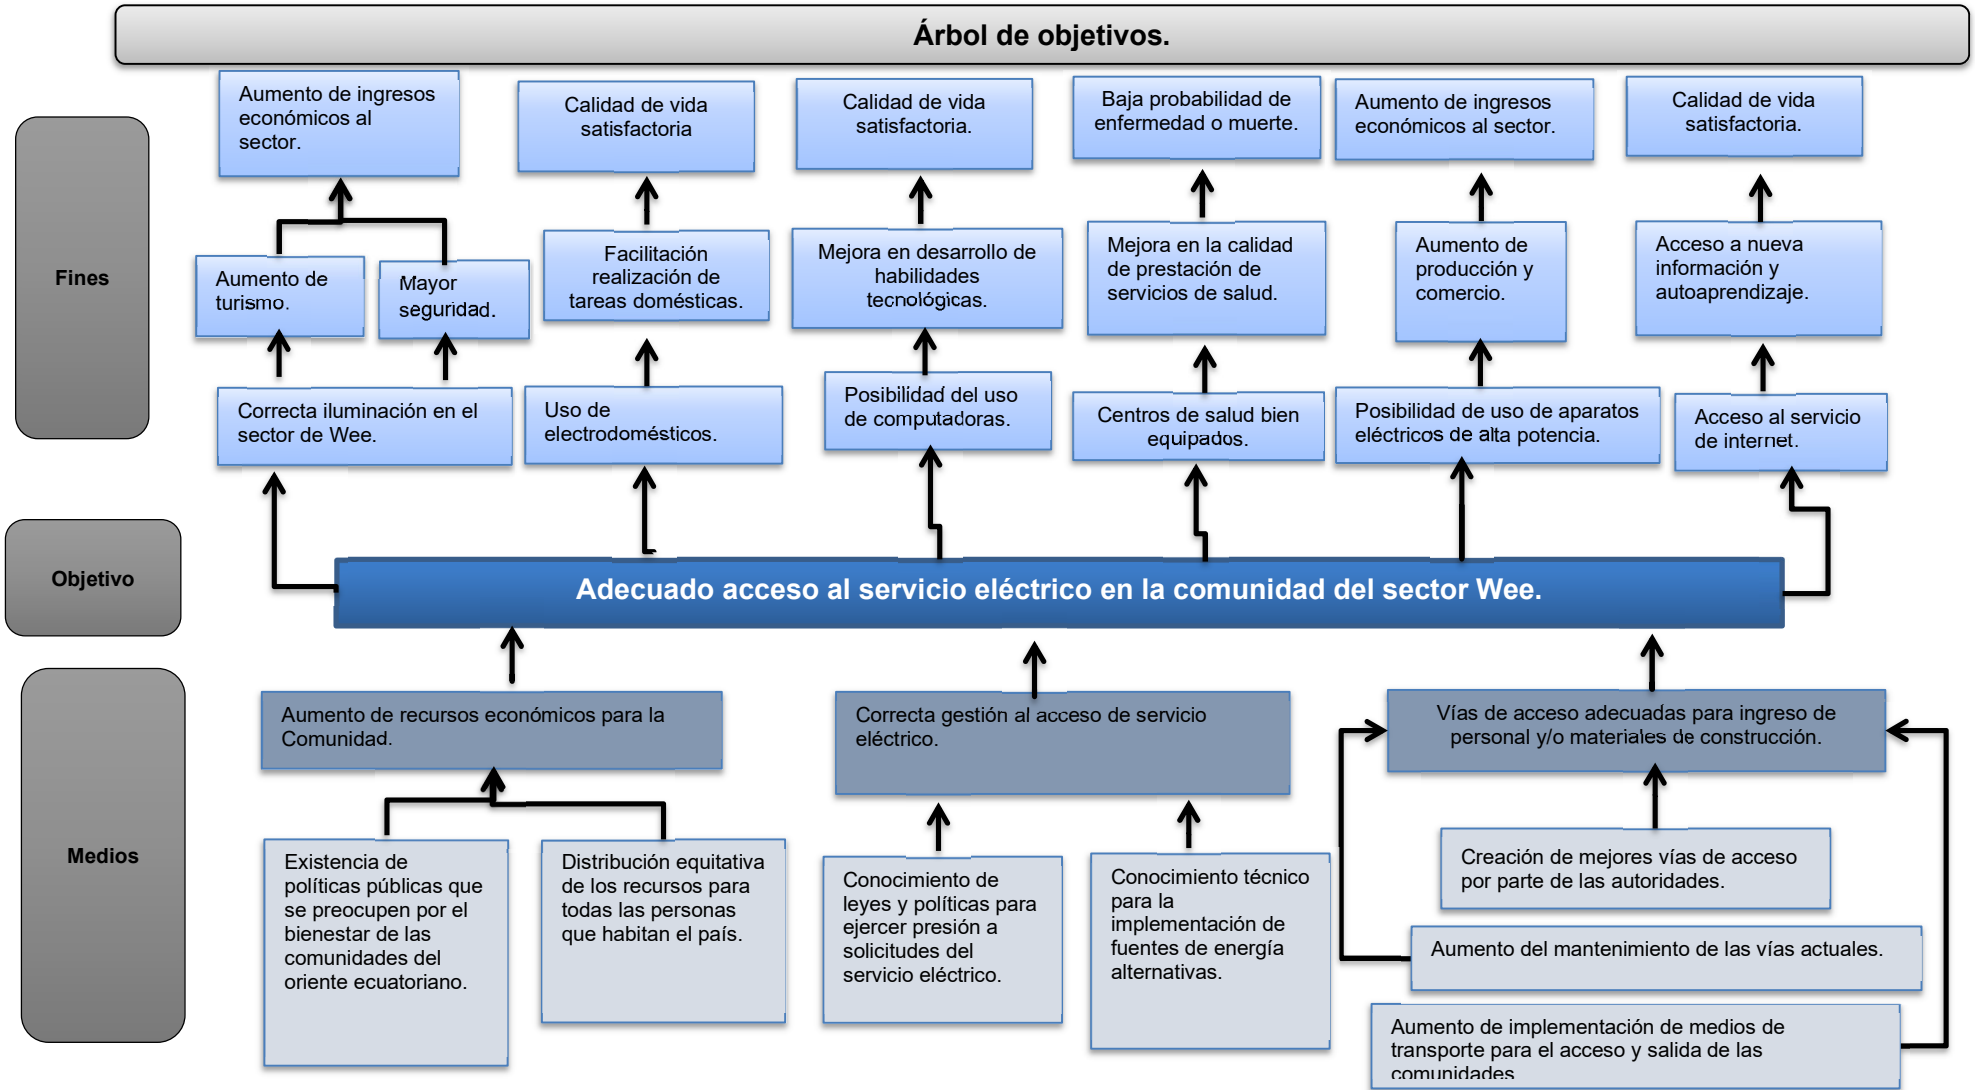 Árbol de objetivos.
Aumento de ingresos
económicos al
sector.
Calidad de vida
satisfactoria
Calidad de vida
satisfactoria.
Baja probabilidad de
enfermedad o muerte.
Aumento de ingresos
económicos al sector.
Calidad de vida
satisfactoria.
Fines
Aumento de
turismo.
Mayor
seguridad.
Facilitación
realización de
tareas domésticas.
Mejora en desarrollo de
habilidades
tecnológicas.
Mejora en la calidad
de prestación de
servicios de salud.
Aumento de
producción y
comercio.
Acceso a nueva
información y
autoaprendizaje.
Correcta iluminación en el
sector de Wee.
Uso de
electrodomésticos.
Posibilidad del uso
de computadoras.
Centros de salud bien
equipados.
Posibilidad de uso de aparatos
eléctricos de alta potencia.
Acceso al servicio
de internet.
Objetivo
Adecuado acceso al servicio eléctrico en la comunidad del sector Wee.
Medios
Aumento de recursos económicos para la
Comunidad.
Correcta gestión al acceso de servicio
eléctrico.
Vías de acceso adecuadas para ingreso de
personal y/o materiales de construcción.
Existencia de
políticas públicas que
se preocupen por el
bienestar de las
comunidades del
oriente ecuatoriano.
Distribución equitativa
de los recursos para
todas las personas
que habitan el país.
Conocimiento de
leyes y políticas para
ejercer presión a
solicitudes del
servicio eléctrico.
Conocimiento técnico
para la
implementación de
fuentes de energía
alternativas.
Creación de mejores vías de acceso
por parte de las autoridades.
Aumento del mantenimiento de las vías actuales.
Aumento de implementación de medios de
transporte para el acceso y salida de las
comunidades